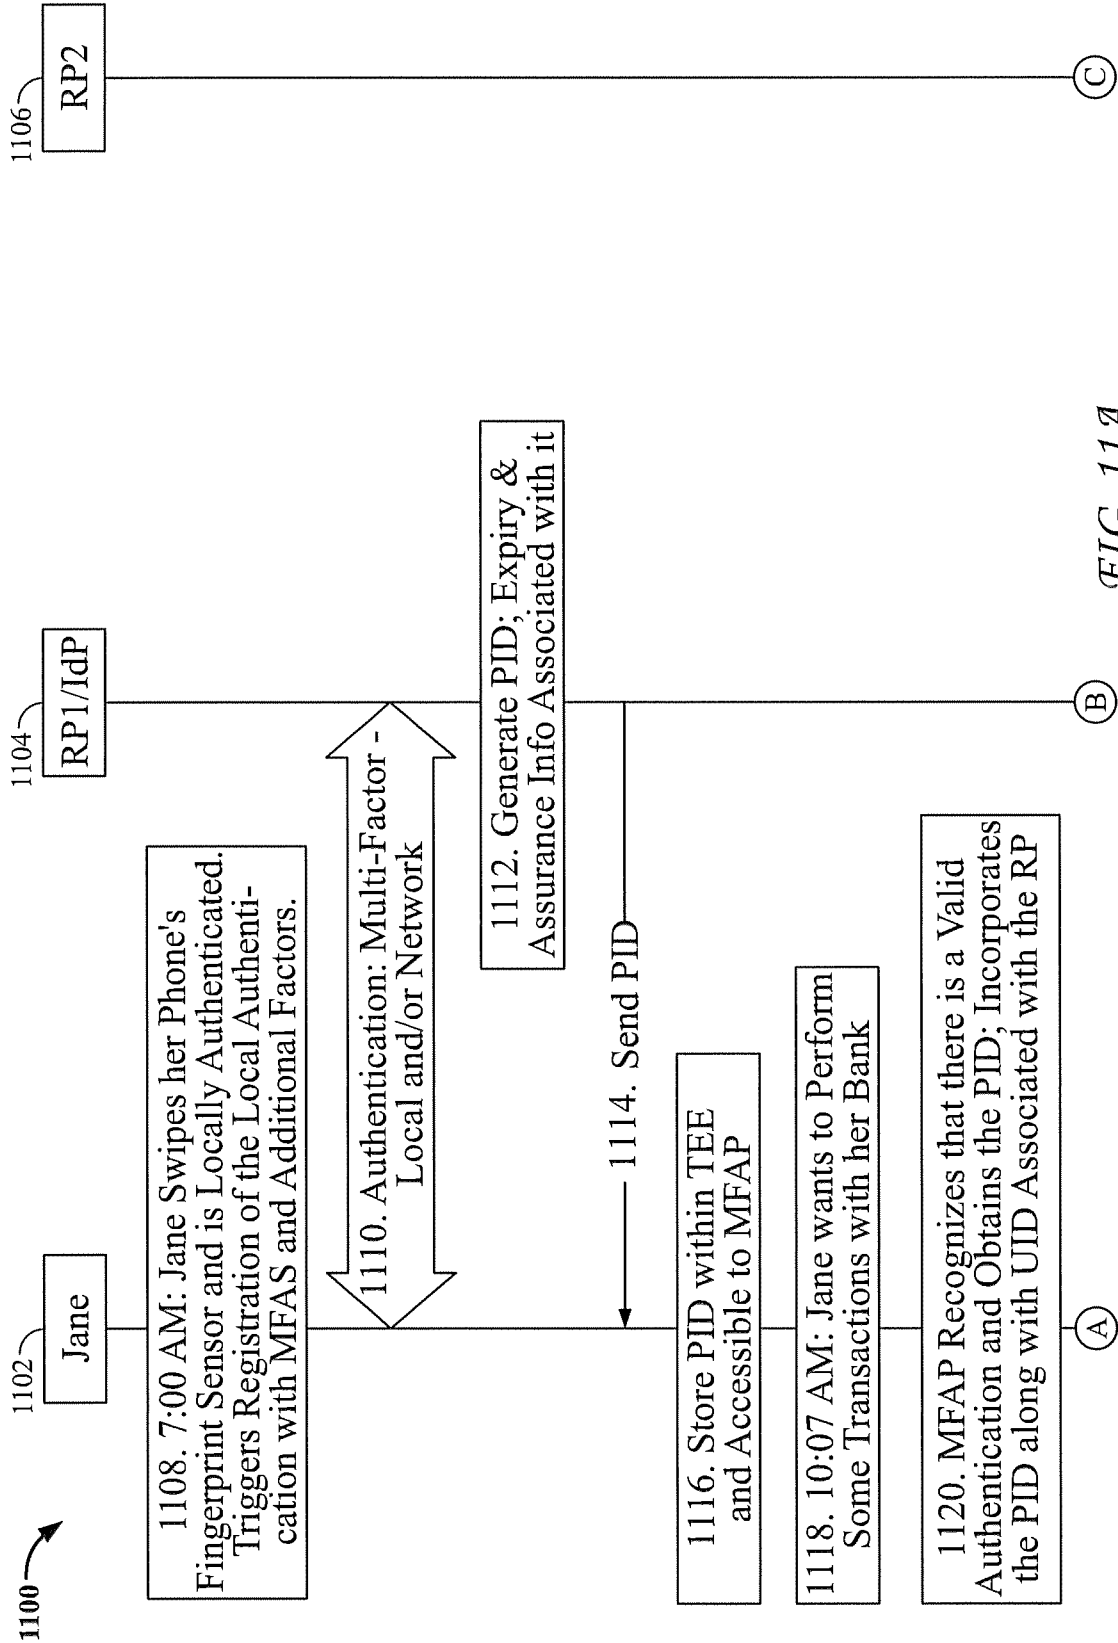 1100
1102
Jane
1104
RP1/IdP
1106
RP2
1108. 7:00 AM: Jane Swipes her Phone's
Fingerprint Sensor and is Locally Authenticated.
Triggers Registration of the Local Authenti-
cation with MFAS and Additional Factors.
1110. Authentication: Multi-Factor -
Local and/or Network
1112. Generate PID; Expiry &
Assurance Info Associated with it
1114. Send PID
1116. Store PID within TEE
and Accessible to MFAP
1118. 10:07 AM: Jane wants to Perform
Some Transactions with her Bank
1120. MFAP Recognizes that there is a Valid
Authentication and Obtains the PID; Incorporates
the PID along with UID Associated with the RP
A
B
C
FIG. 11A